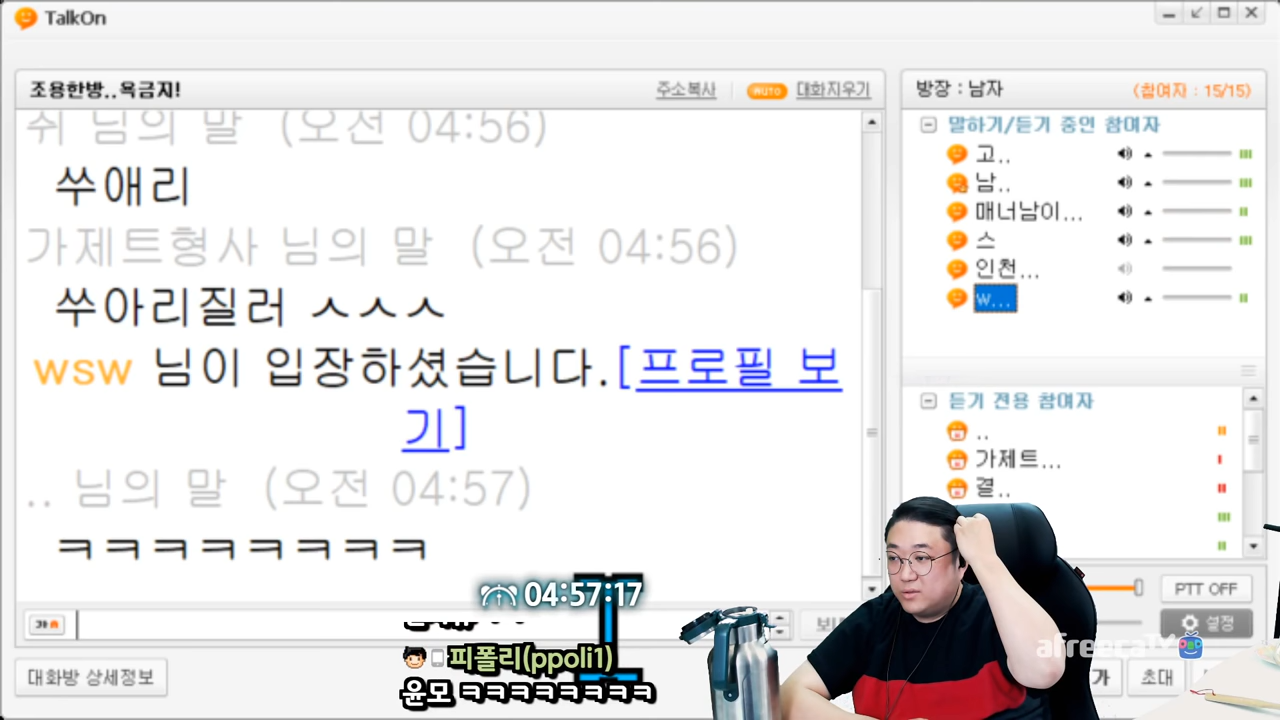 TalkOn
조용한방..욕금지!
주소복사
AUTO
대화지우기
쥐 님의 말 (오전 04:56)
쑤애리
가제트형사 님의 말 (오전 04:56)
쑤아리질러 ㅅㅅㅅ
wsw 님이 입장하셨습니다.[프로필 보
기]
.. 님의 말 (오전 04:57)
ㅋㅋㅋㅋㅋㅋㅋㅋ
가
대화방 상세정보
방장 : 남자
(참여자 : 15/15)
말하기/듣기 중인 참여자
고..
남..
매너남이...
스
인천...
w...
듣기 전용 참여자
..
가제트...
결..
PTT OFF
설정
초대
04:57:17
피폴리(ppoli1)
윤모 ㅋㅋㅋㅋㅋㅋㅋㅋ
afreecaTV